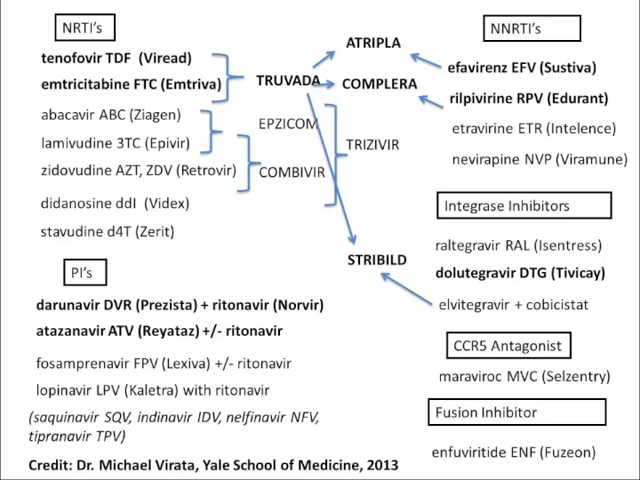 NRTI's
tenofovir TDF (Viread)
emtricitabine FTC (Emtriva)
abacavir ABC (Ziagen)
lamivudine 3TC (Epivir)
zidovudine AZT, ZDV (Retrovir)
didanosine ddI (Videx)
stavudine d4T (Zerit)
TRUVADA
EPZICOM
COMBIVIR
TRIZIVIR
ATRIPLA
COMPLERA
STRIBILD
NNRTI's
efavirenz EFV (Sustiva)
rilpivirine RPV (Edurant)
etravirine ETR (Intelence)
nevirapine NVP (Viramune)
Integrase Inhibitors
raltegravir RAL (Isentress)
dolutegravir DTG (Tivicay)
elvitegravir + cobicistat
CCR5 Antagonist
maraviroc MVC (Selzentry)
Fusion Inhibitor
enfuviritide ENF (Fuzeon)
PI's
darunavir DVR (Prezista) + ritonavir (Norvir)
atazanavir ATV (Reyataz) +/- ritonavir
fosamprenavir FPV (Lexiva) +/- ritonavir
lopinavir LPV (Kaletra) with ritonavir
(saquinavir SQV, indinavir IDV, nelfinavir NFV,
tipranavir TPV)
Credit: Dr. Michael Virata, Yale School of Medicine, 2013